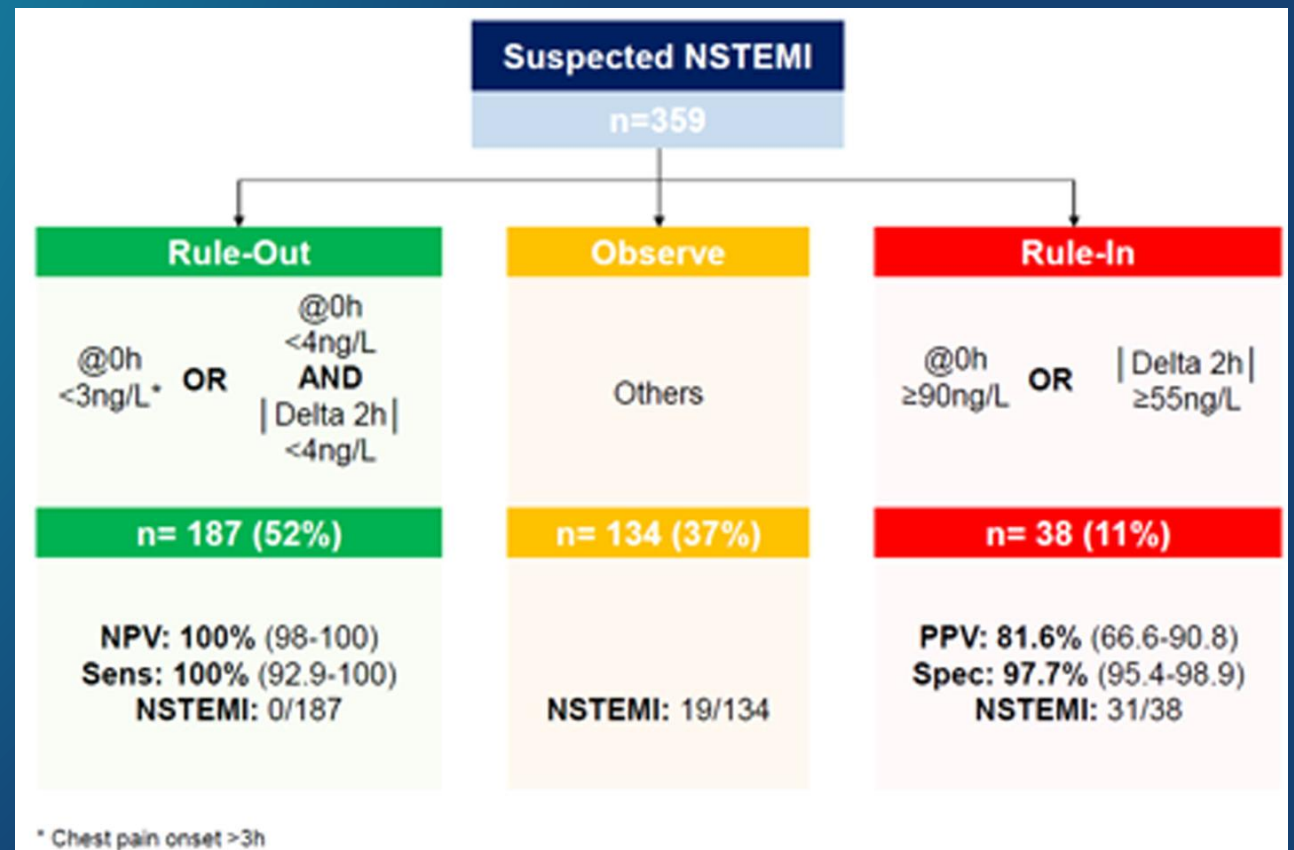 Suspected NSTEMI
n=359
Rule-Out
@0h
<3ng/L*
OR
@0h
<4ng/L
AND
|Delta 2h|
<4ng/L
n= 187 (52%)
NPV: 100% (98-100)
Sens: 100% (92.9-100)
NSTEMI: 0/187
Observe
Others
n= 134 (37%)
NSTEMI: 19/134
Rule-In
@0h
≥90ng/L
OR
|Delta 2h|
≥55ng/L
n= 38 (11%)
PPV: 81.6% (66.6-90.8)
Spec: 97.7% (95.4-98.9)
NSTEMI: 31/38
* Chest pain onset >3h